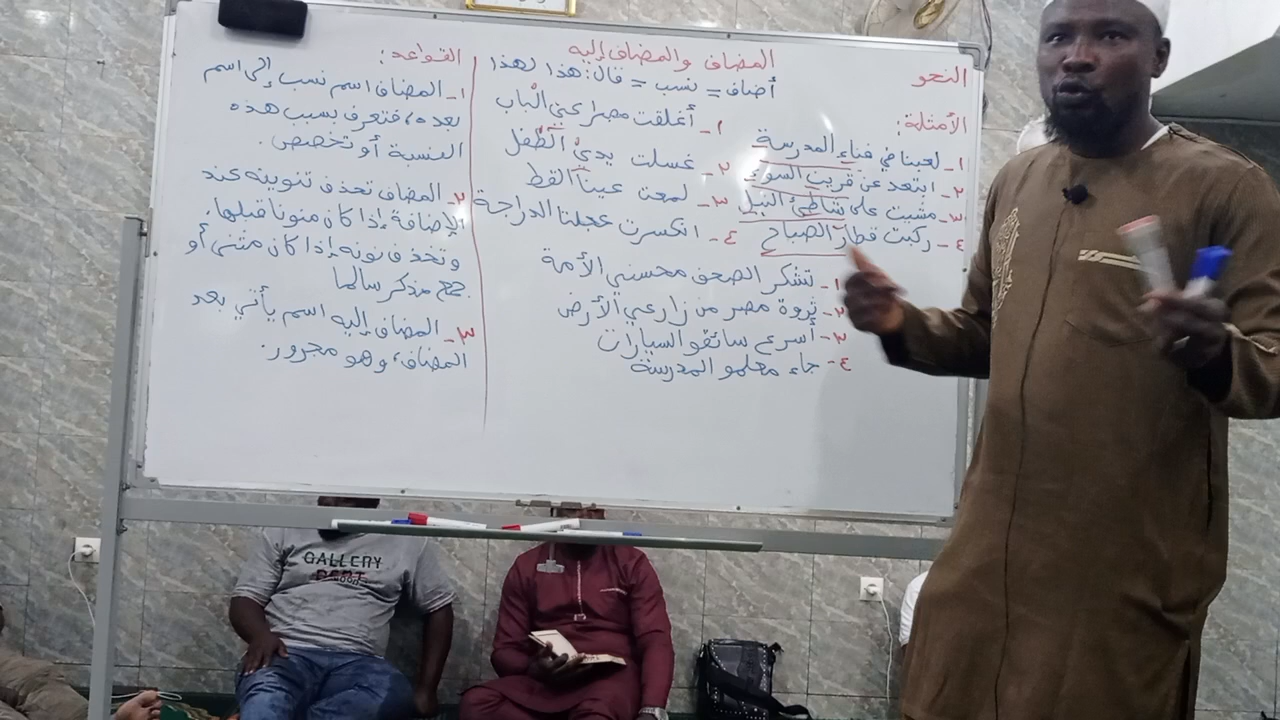 النحو
المضاف والمضاف إليه
أضاف = نسب = قال: هذا لهذا
الأمثلة:
١- لعبنا في فناء المدرسة
٢- ابتعد عن قريب السوء
٣- مشيت على شاطئ النيل
٤- ركبت قطار الصباح
١- أغلقت مصراعي الباب
٢- غسلت يديْ الطفل
٣- لمعت عينا القط
٤- انكسرت عجلتا الدراجة
١- تشكر الصحف محسني الأمة
٢- ثروة مصر من زارعي الأرض
٣- أسرع سائقو السيارات
٤- جاء معلمو المدرسة
القواعد:
١- المضاف اسم نسب إلى اسم
بعده، فتعرف بسبب هذه
النسبة أو تخصص.
٢- المضاف تحذف تنوينه عند
الإضافة إذا كان منونا قبلها،
وتحذف نونه إذا كان مثنى أو
جمع مذكر سالما
٣- المضاف إليه اسم يأتي بعد
المضاف، وهو مجرور.
GALLERY